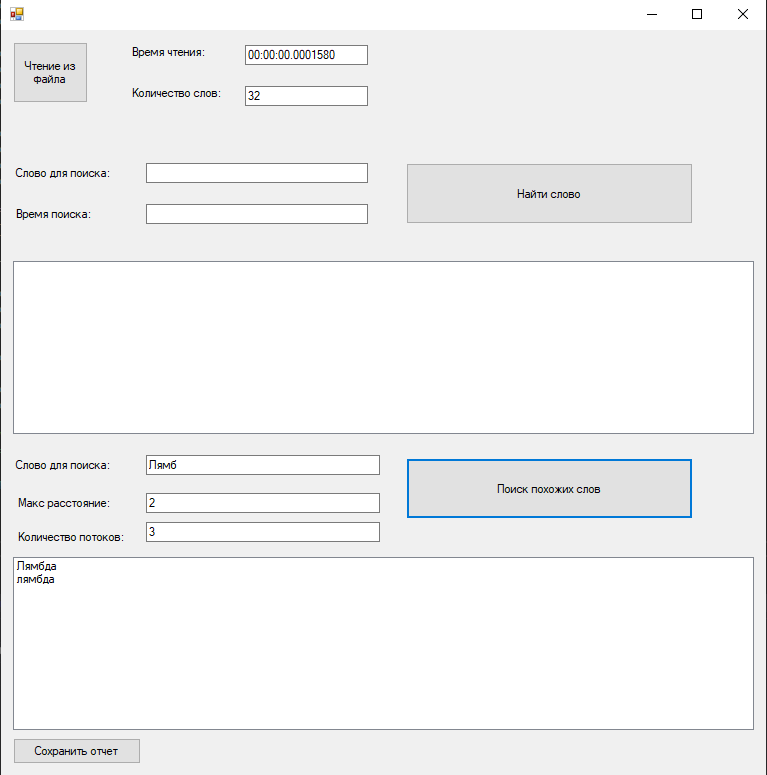 Чтение из
файла
Время чтения:
00:00:00.0001580
Количество слов:
32
Слово для поиска:
Найти слово
Время поиска:
Слово для поиска:
Лямб
Поиск похожих слов
Макс расстояние:
2
Количество потоков:
3
Лямбда
лямбда
Сохранить отчет